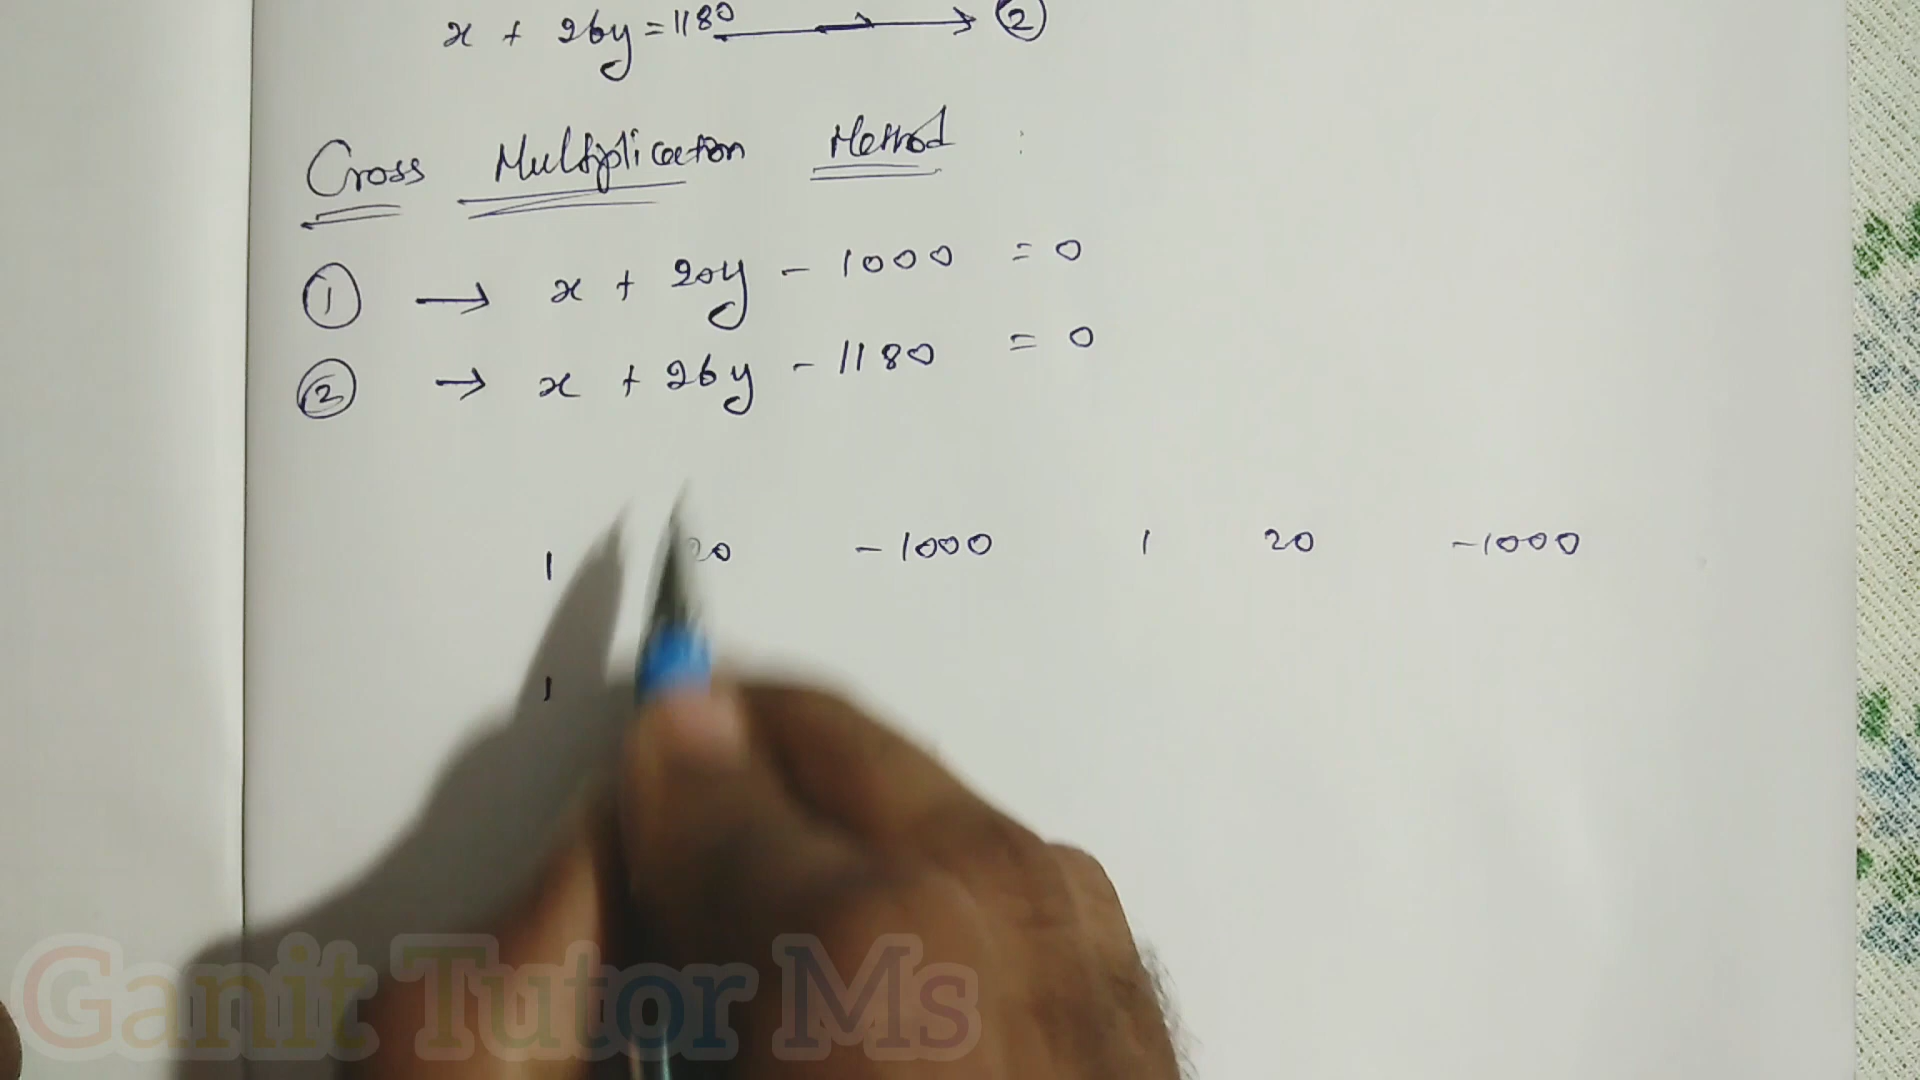 x + 26y = 1180 → ②
Cross Multiplication Method :
① → x + 20y - 1000 = 0
② → x + 26y - 1180 = 0
1 20 -1000 1 20 -1000
1
Ganit Tutor Ms